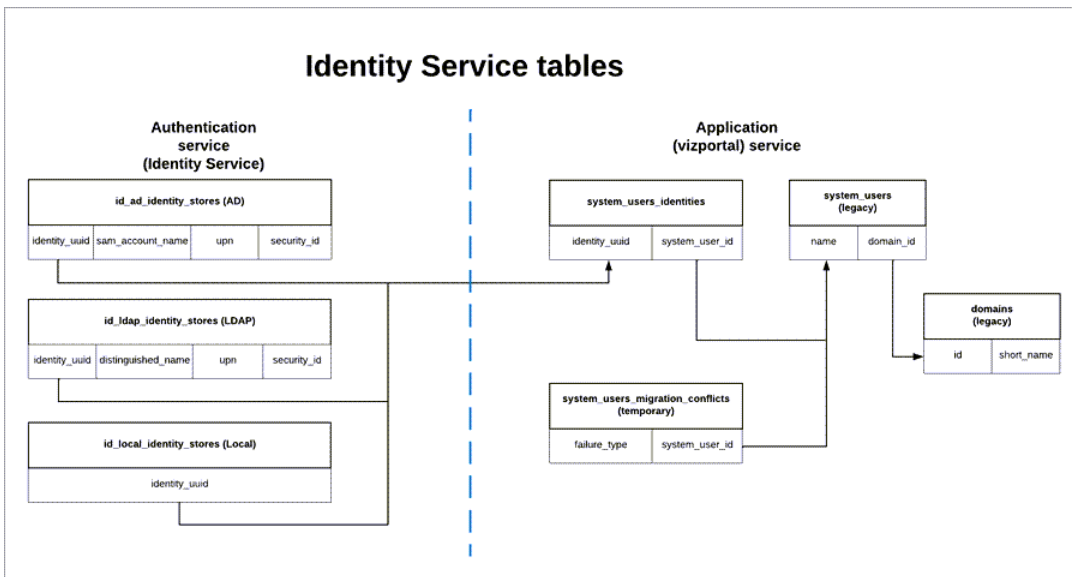 Identity Service tables
Authentication
service
(Identity Service)
Application
(vizportal) service
id_ad_identity_stores (AD)
identity_uuid sam_account_name upn security_id
id_ldap_identity_stores (LDAP)
identity_uuid distinguished_name upn security_id
id_local_identity_stores (Local)
identity_uuid
system_users_identities
identity_uuid system_user_id
system_users
(legacy)
name domain_id
domains
(legacy)
id short_name
system_users_migration_conflicts
(temporary)
failure_type system_user_id